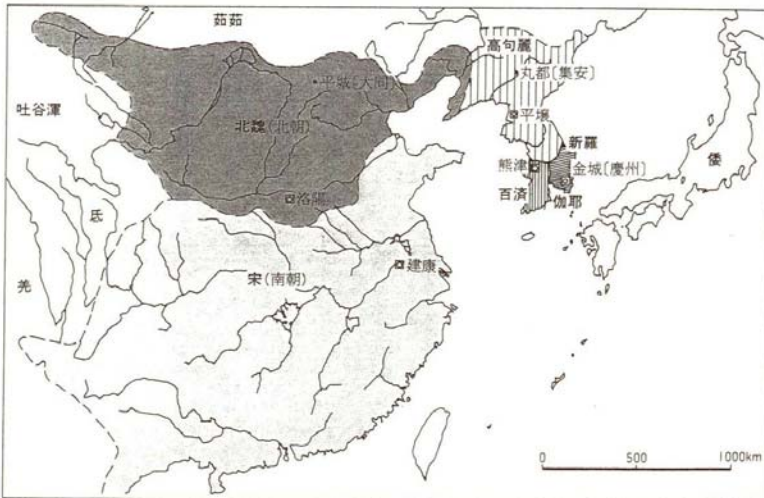 茹茹
高句麗
丸都〔集安〕
・平城〔大同〕
吐谷渾
北魏(北朝)
平壌
新羅
熊津
金城〔慶州〕
倭
百済
伽耶
洛陽
氐
羌
宋(南朝)
建康
0 500 1000km